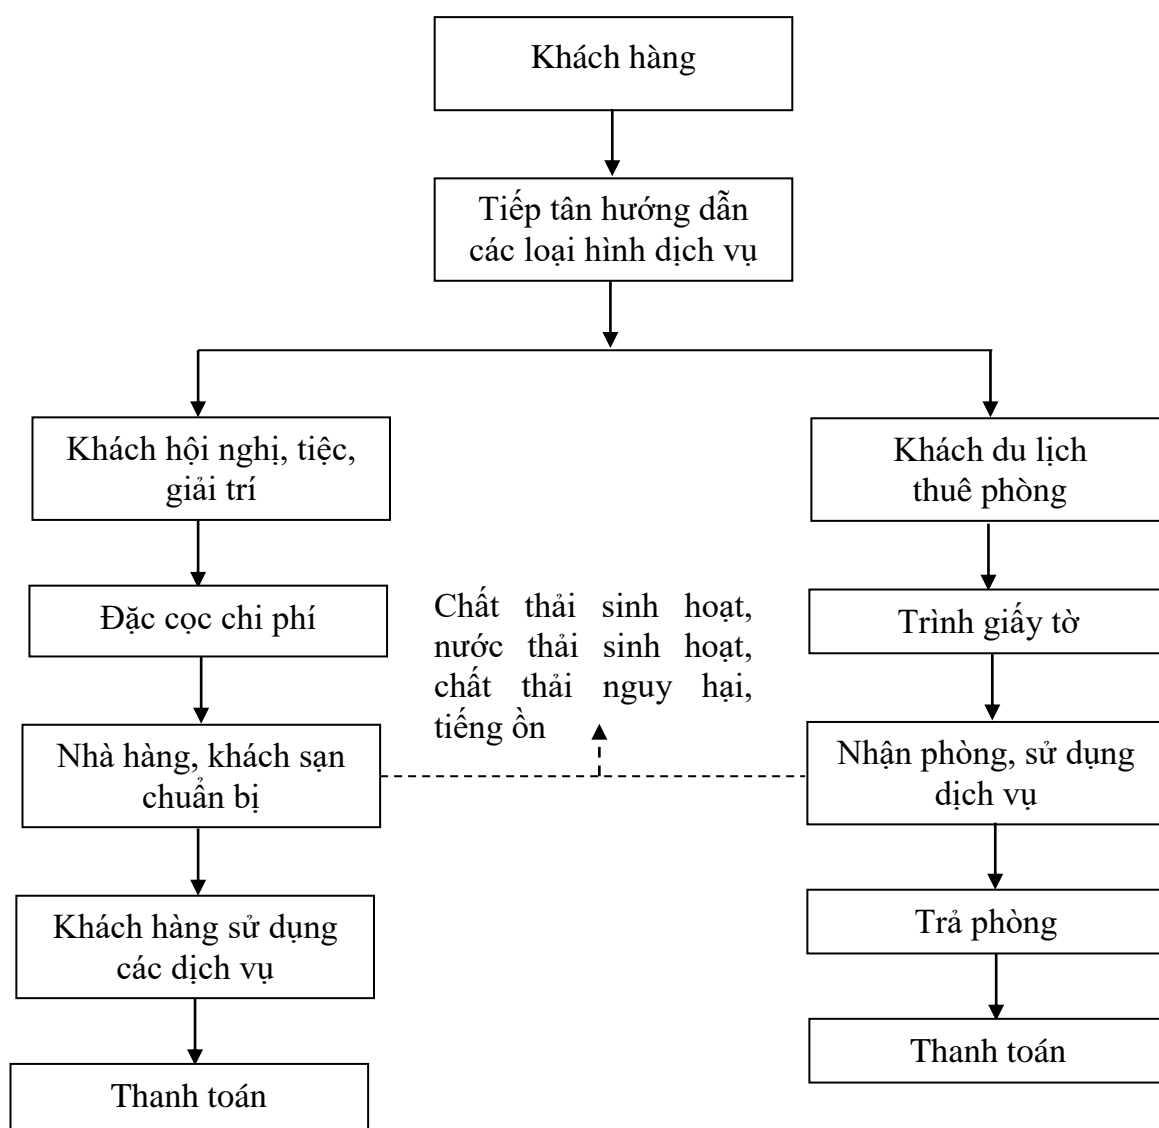 Khách hàng
Tiếp tân hướng dẫn
các loại hình dịch vụ
Khách hội nghị, tiệc,
giải trí
Khách du lịch
thuê phòng
Đặc cọc chi phí
Chất thải sinh hoạt,
nước thải sinh hoạt,
chất thải nguy hại,
tiếng ồn
Trình giấy tờ
Nhà hàng, khách sạn
chuẩn bị
Nhận phòng, sử dụng
dịch vụ
Khách hàng sử dụng
các dịch vụ
Trả phòng
Thanh toán
Thanh toán